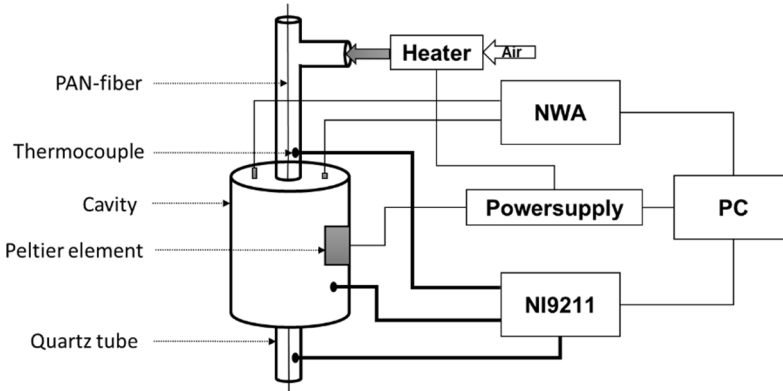 Heater
Air
PAN-fiber
NWA
Thermocouple
Cavity
Powersupply
PC
Peltier element
NI9211
Quartz tube